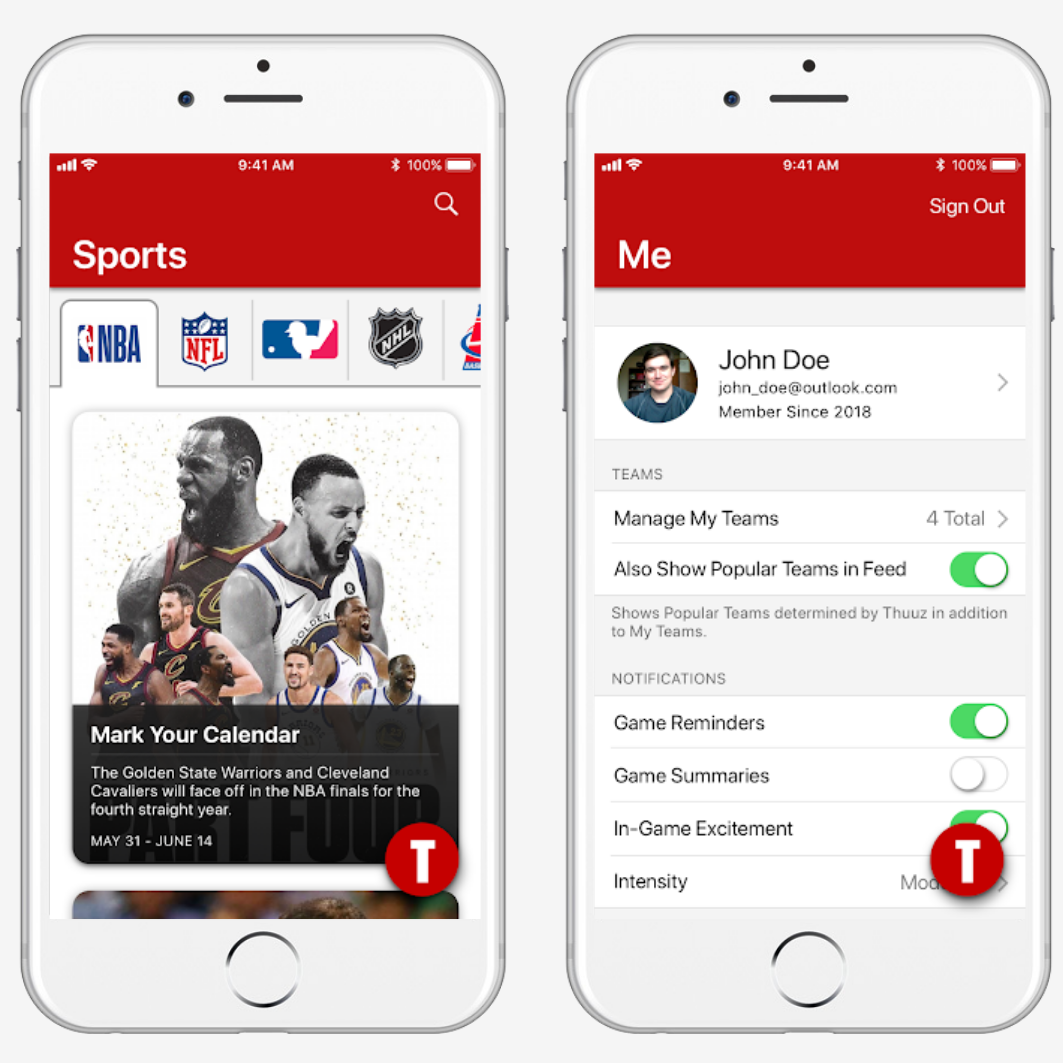 9:41 AM
100%
Sports
NBA
NFL
NHL
Mark Your Calendar
The Golden State Warriors and Cleveland
Cavaliers will face off in the NBA finals for the
fourth straight year.
MAY 31 - JUNE 14
PART FOUR
T
9:41 AM
100%
Sign Out
Me
John Doe
john_doe@outlook.com
Member Since 2018
TEAMS
Manage My Teams
4 Total
Also Show Popular Teams in Feed
Shows Popular Teams determined by Thuuz in addition
to My Teams.
NOTIFICATIONS
Game Reminders
Game Summaries
In-Game Excitement
Intensity
T